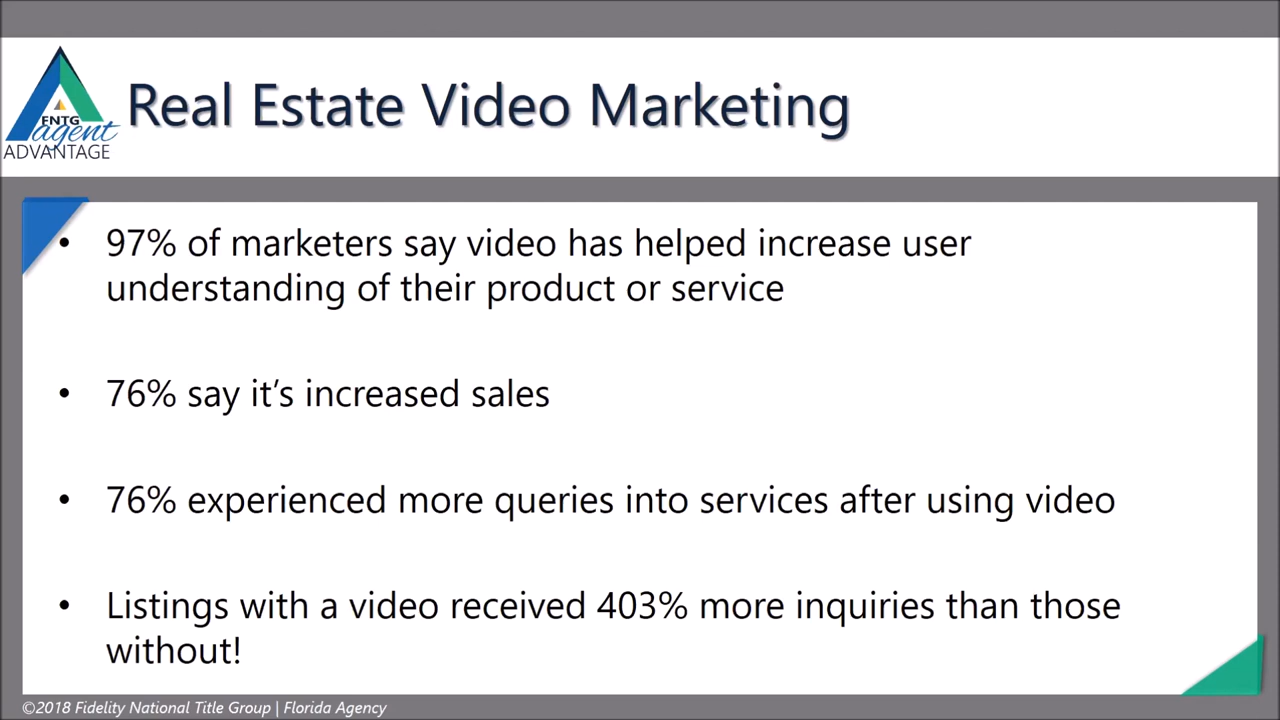 Real Estate Video Marketing
FNTG
agent
ADVANTAGE
• 97% of marketers say video has helped increase user
understanding of their product or service
• 76% say it’s increased sales
• 76% experienced more queries into services after using video
• Listings with a video received 403% more inquiries than those
without!
©2018 Fidelity National Title Group | Florida Agency